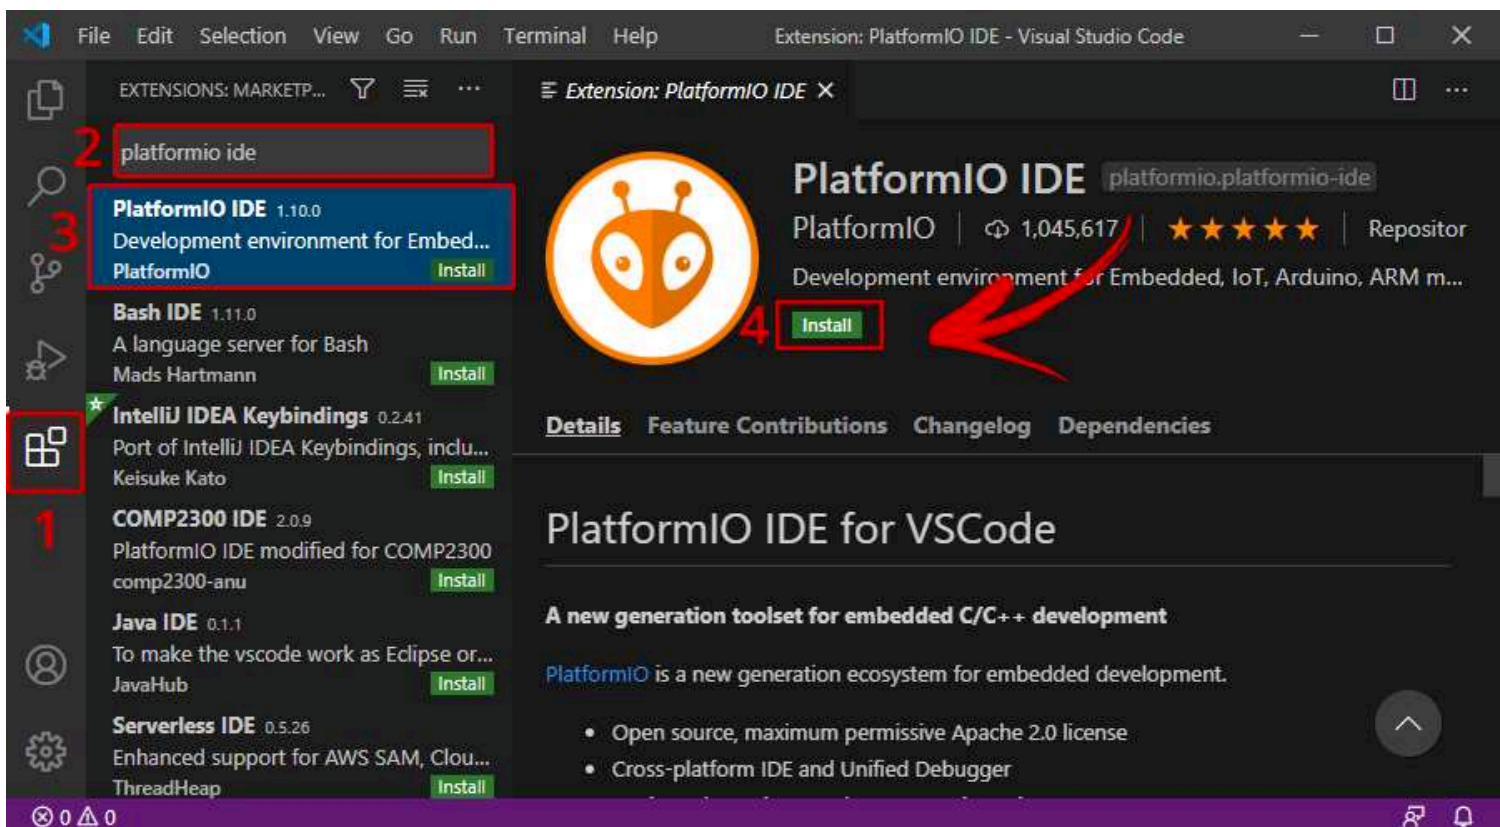 File Edit Selection View Go Run Terminal Help Extension: PlatformIO IDE - Visual Studio Code
EXTENSIONS: MARKETP...
Extension: PlatformIO IDE
2
platformio ide
3
PlatformIO IDE 1.10.0
Development environment for Embed...
PlatformIO Install
Bash IDE 1.11.0
A language server for Bash
Mads Hartmann Install
IntelliJ IDEA Keybindings 0.2.41
Port of IntelliJ IDEA Keybindings, inclu...
Keisuke Kato Install
1
COMP2300 IDE 2.0.9
PlatformIO IDE modified for COMP2300
comp2300-anu Install
Java IDE 0.1.1
To make the vscode work as Eclipse or...
JavaHub Install
Serverless IDE 0.5.26
Enhanced support for AWS SAM, Clou...
ThreadHeap Install
PlatformIO IDE platformio.platformio-ide
PlatformIO 1,045,617 Repositor
Development environment for Embedded, IoT, Arduino, ARM m...
4 Install
Details Feature Contributions Changelog Dependencies
PlatformIO IDE for VSCode
A new generation toolset for embedded C/C++ development
PlatformIO is a new generation ecosystem for embedded development.
• Open source, maximum permissive Apache 2.0 license
• Cross-platform IDE and Unified Debugger
0 0